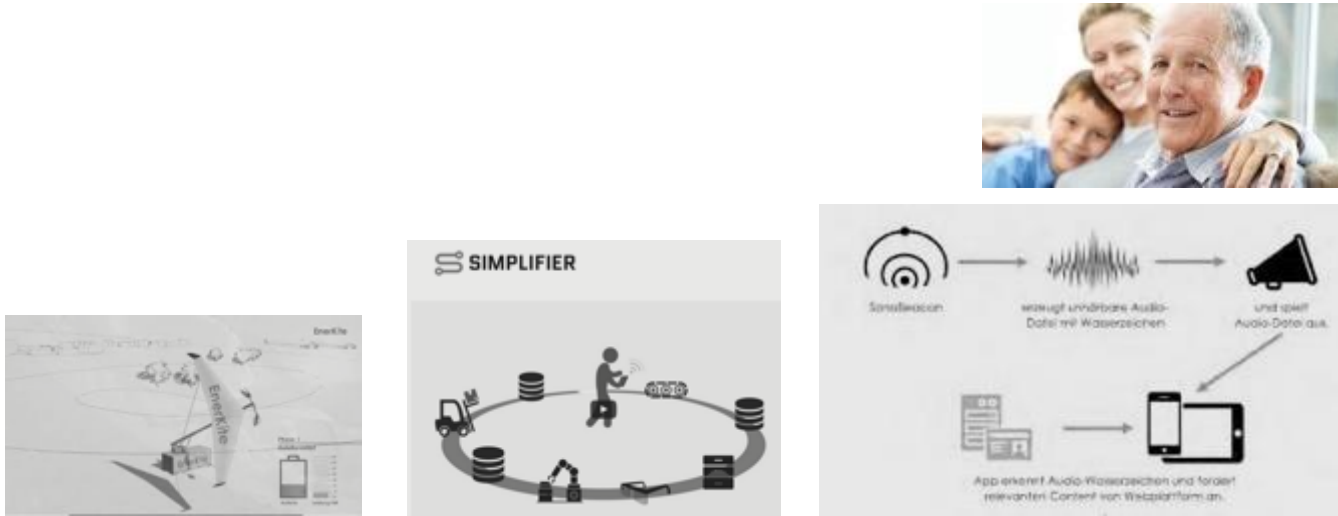 SIMPLIFIER
EnerKite
EnerKite
SonoBeacon
erzeugt unhörbare Audio-
Datei mit Wasserzeichen
und spielt
Audio-Datei aus.
App erkennt Audio-Wasserzeichen und fordert
relevanten Content von Webplattform an.